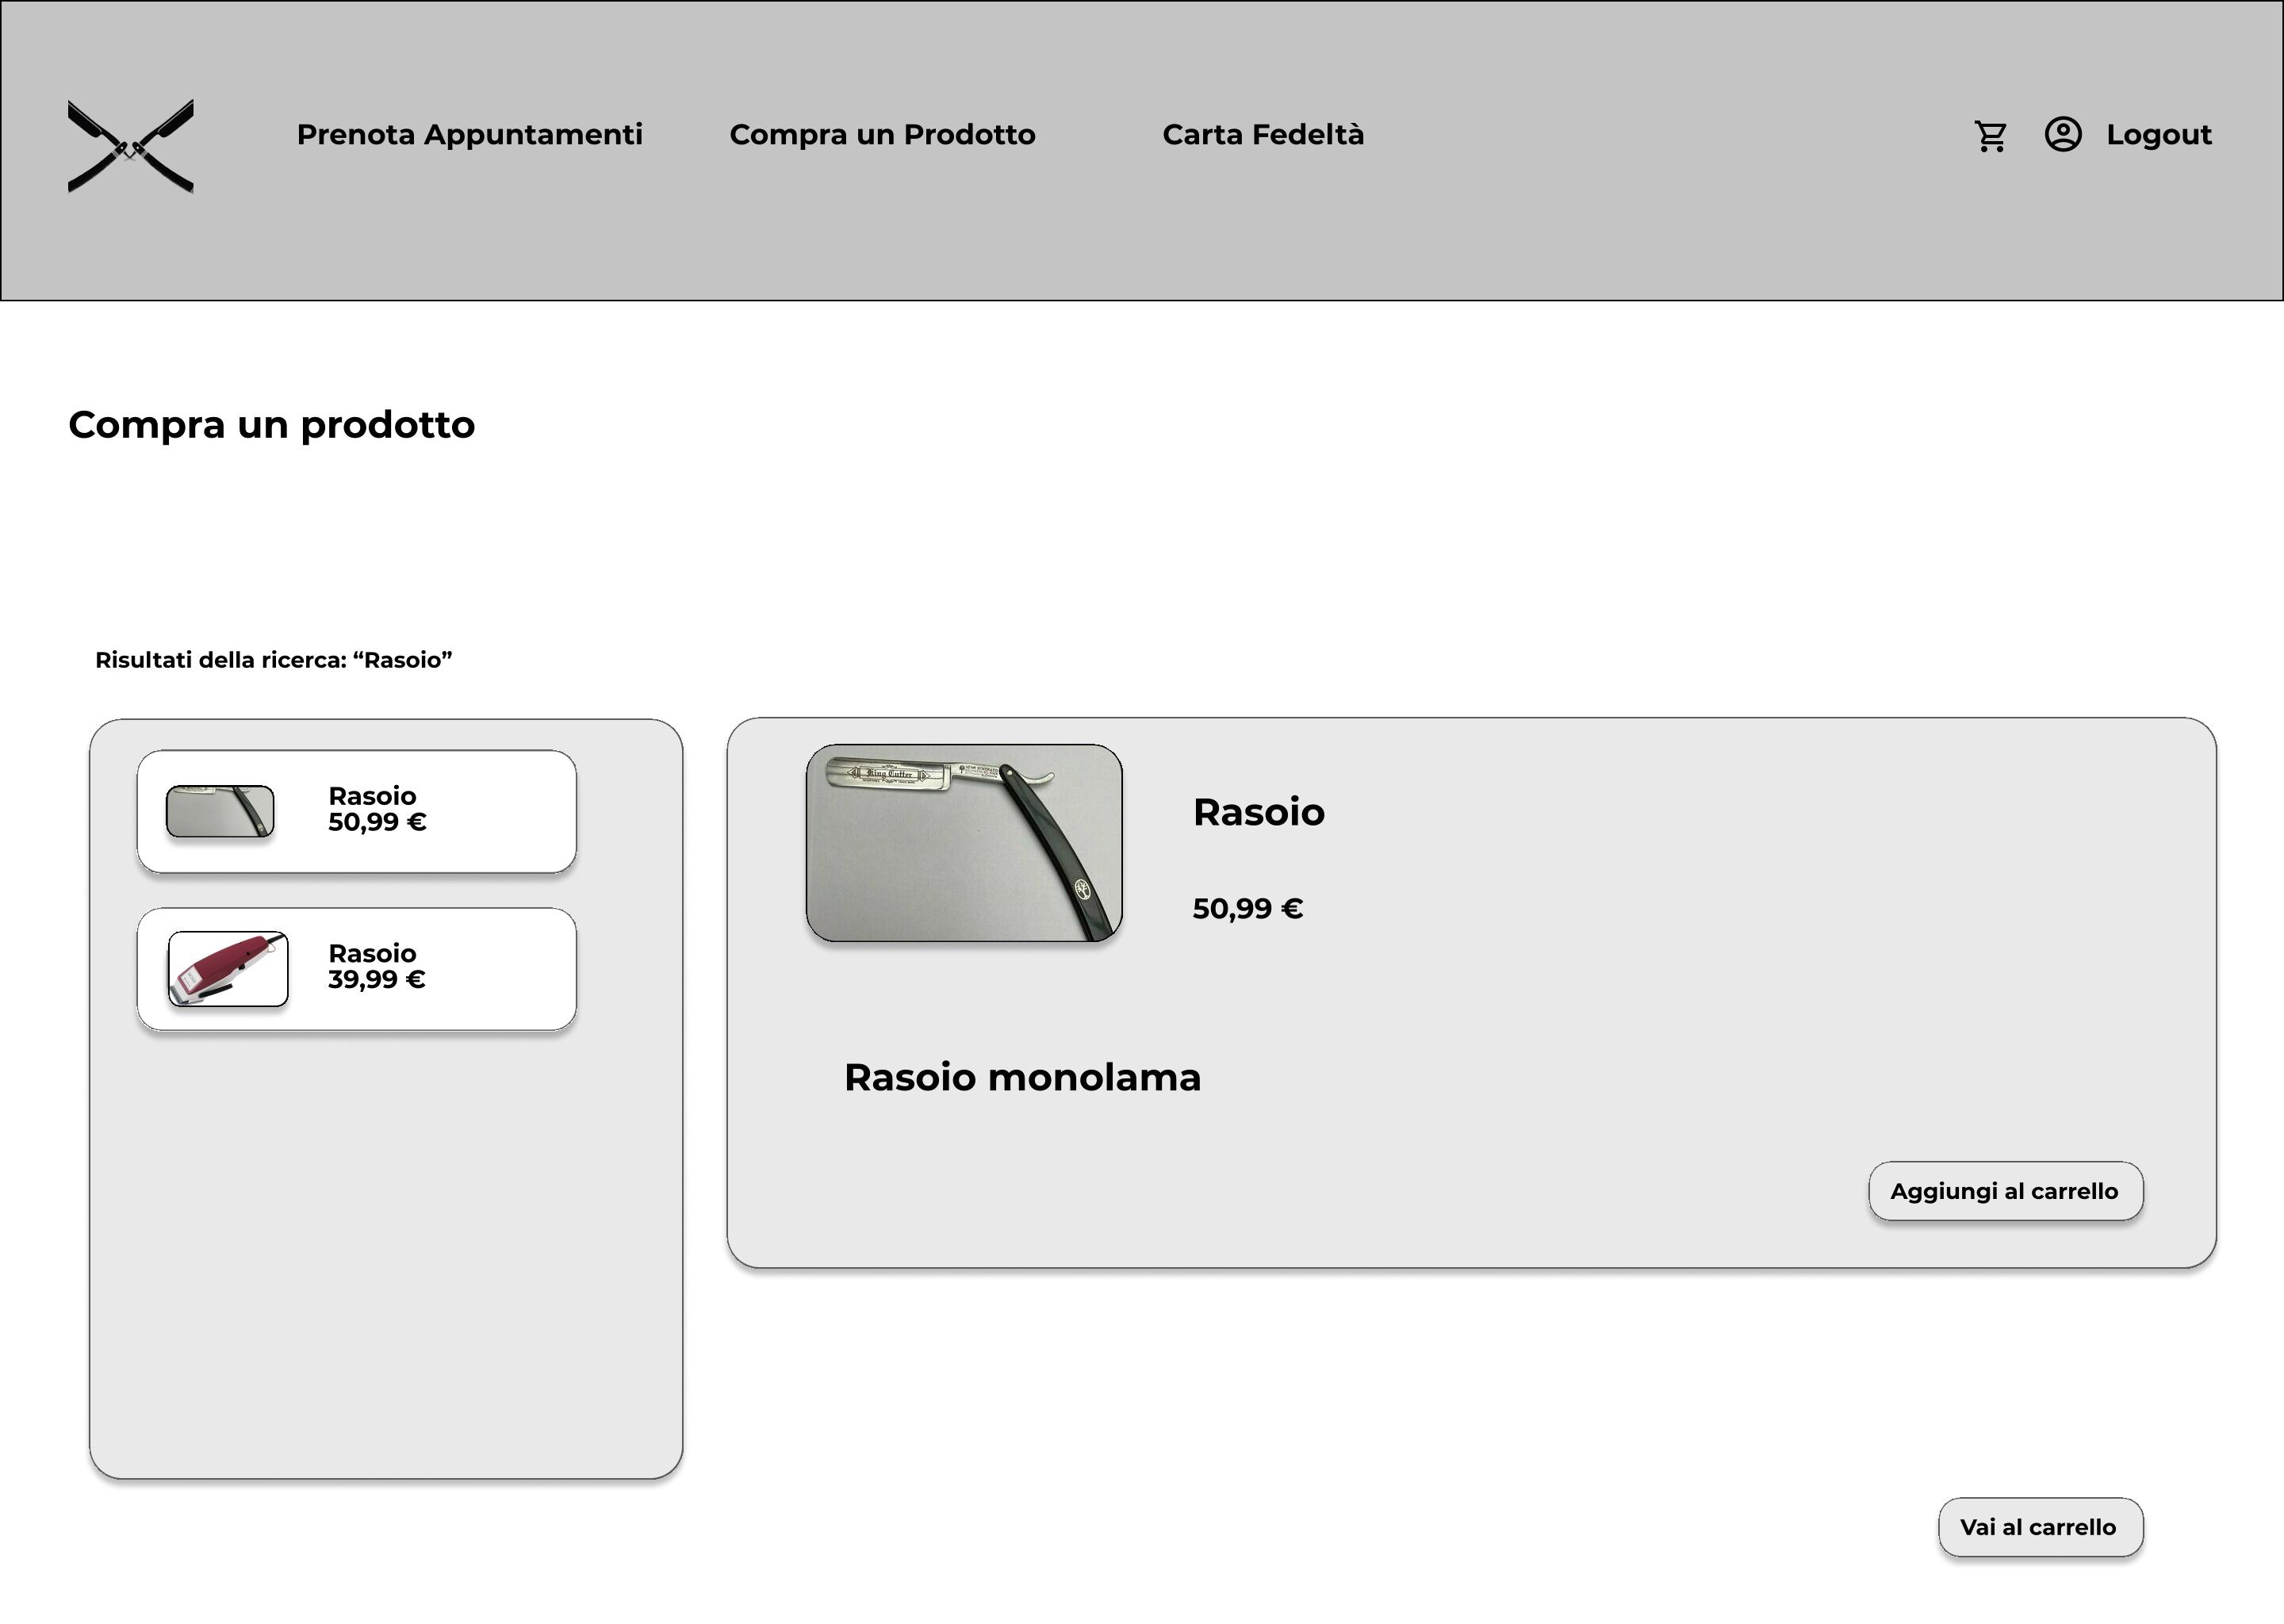 Prenota Appuntamenti
Compra un Prodotto
Carta Fedeltà
Logout
Compra un prodotto
Risultati della ricerca: “Rasoio”
Rasoio
50,99 €
Rasoio
39,99 €
King Cutter
Rasoio
50,99 €
Rasoio monolama
Aggiungi al carrello
Vai al carrello